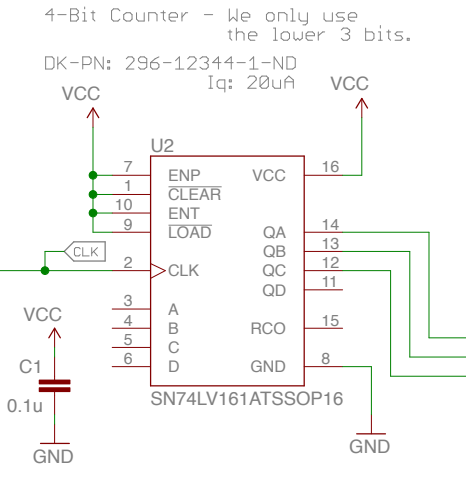 4-Bit Counter - We only use
the lower 3 bits.
DK-PN: 296-12344-1-ND
Iq: 20uA
VCC
VCC
U2
7 ENP VCC 16
1 CLEAR
10 ENT
9 LOAD QA 14
QB 13
CLK
2 CLK QC 12
QD 11
3 A
4 B RCO 15
5 C
6 D GND 8
SN74LV161ATSSOP16
VCC
C1
0.1u
GND
GND